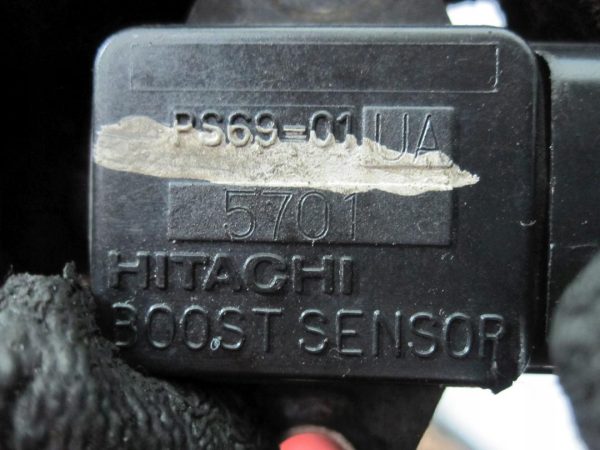 PS69-01 UA
5701
HITACHI
BOOST SENSOR